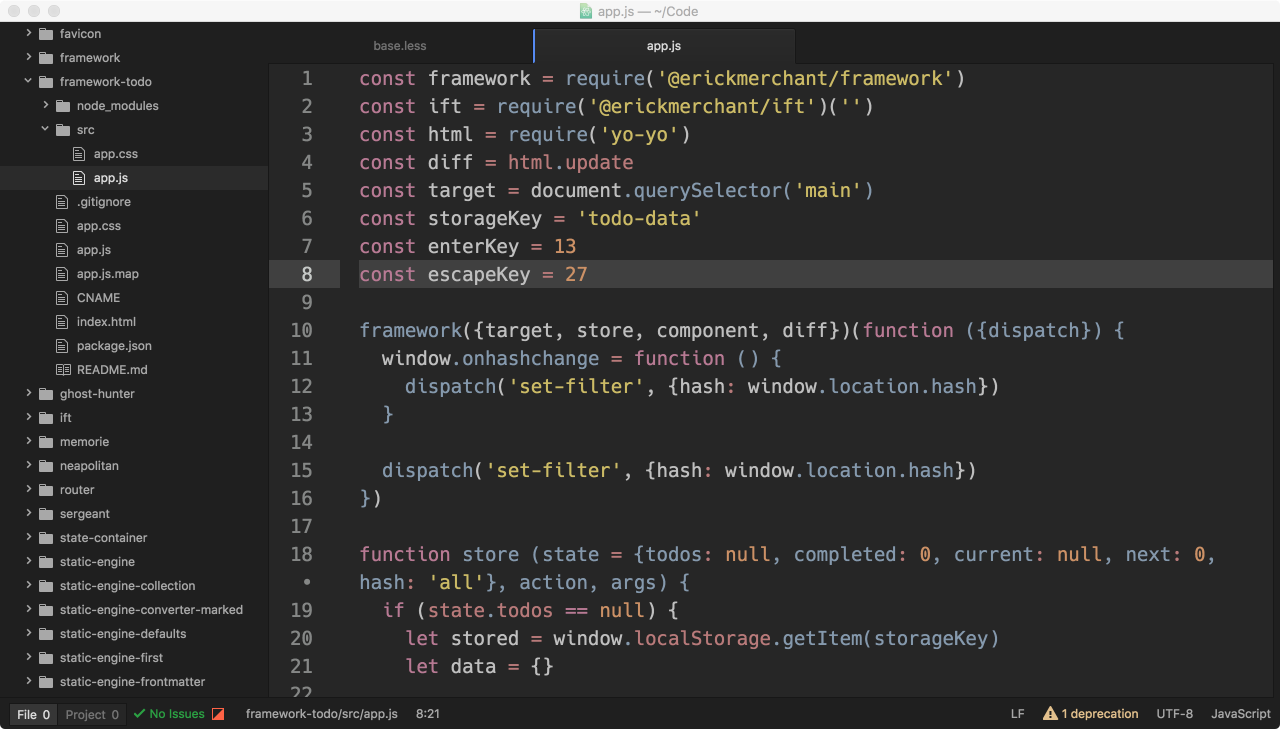 app.js — ~/Code
favicon
framework
framework-todo
node_modules
src
app.css
app.js
.gitignore
app.css
app.js
app.js.map
CNAME
index.html
package.json
README.md
ghost-hunter
ift
memorie
neapolitan
router
sergeant
state-container
static-engine
static-engine-collection
static-engine-converter-marked
static-engine-defaults
static-engine-first
static-engine-frontmatter
base.less
app.js
1 const framework = require('@erickmerchant/framework')
2 const ift = require('@erickmerchant/ift')('')
3 const html = require('yo-yo')
4 const diff = html.update
5 const target = document.querySelector('main')
6 const storageKey = 'todo-data'
7 const enterKey = 13
8 const escapeKey = 27
9
10 framework({target, store, component, diff})(function ({dispatch}) {
11   window.onhashchange = function () {
12     dispatch('set-filter', {hash: window.location.hash})
13   }
14
15   dispatch('set-filter', {hash: window.location.hash})
16 })
17
18 function store (state = {todos: null, completed: 0, current: null, next: 0,
• hash: 'all'}, action, args) {
19   if (state.todos == null) {
20     let stored = window.localStorage.getItem(storageKey)
21     let data = {}
22
File 0 Project 0 No Issues framework-todo/src/app.js 8:21 LF 1 deprecation UTF-8 JavaScript